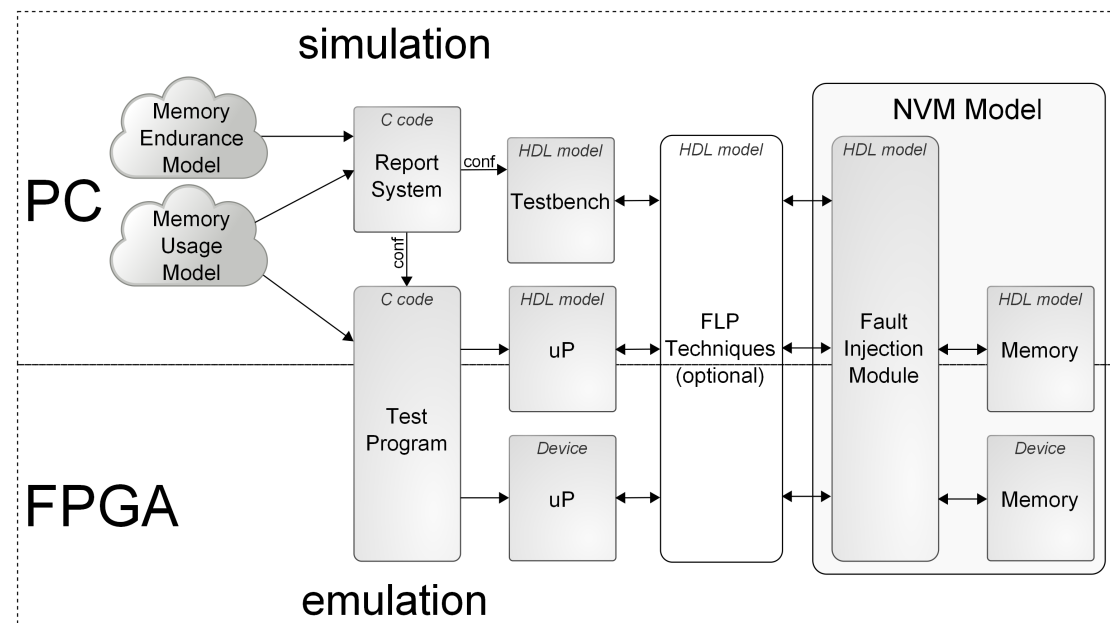 simulation
PC
Memory
Endurance
Model
Memory
Usage
Model
C code
Report
System
conf
conf
HDL model
Testbench
HDL model
FLP
Techniques
(optional)
NVM Model
HDL model
Fault
Injection
Module
C code
Test
Program
HDL model
uP
HDL model
Memory
FPGA
Device
uP
Device
Memory
emulation